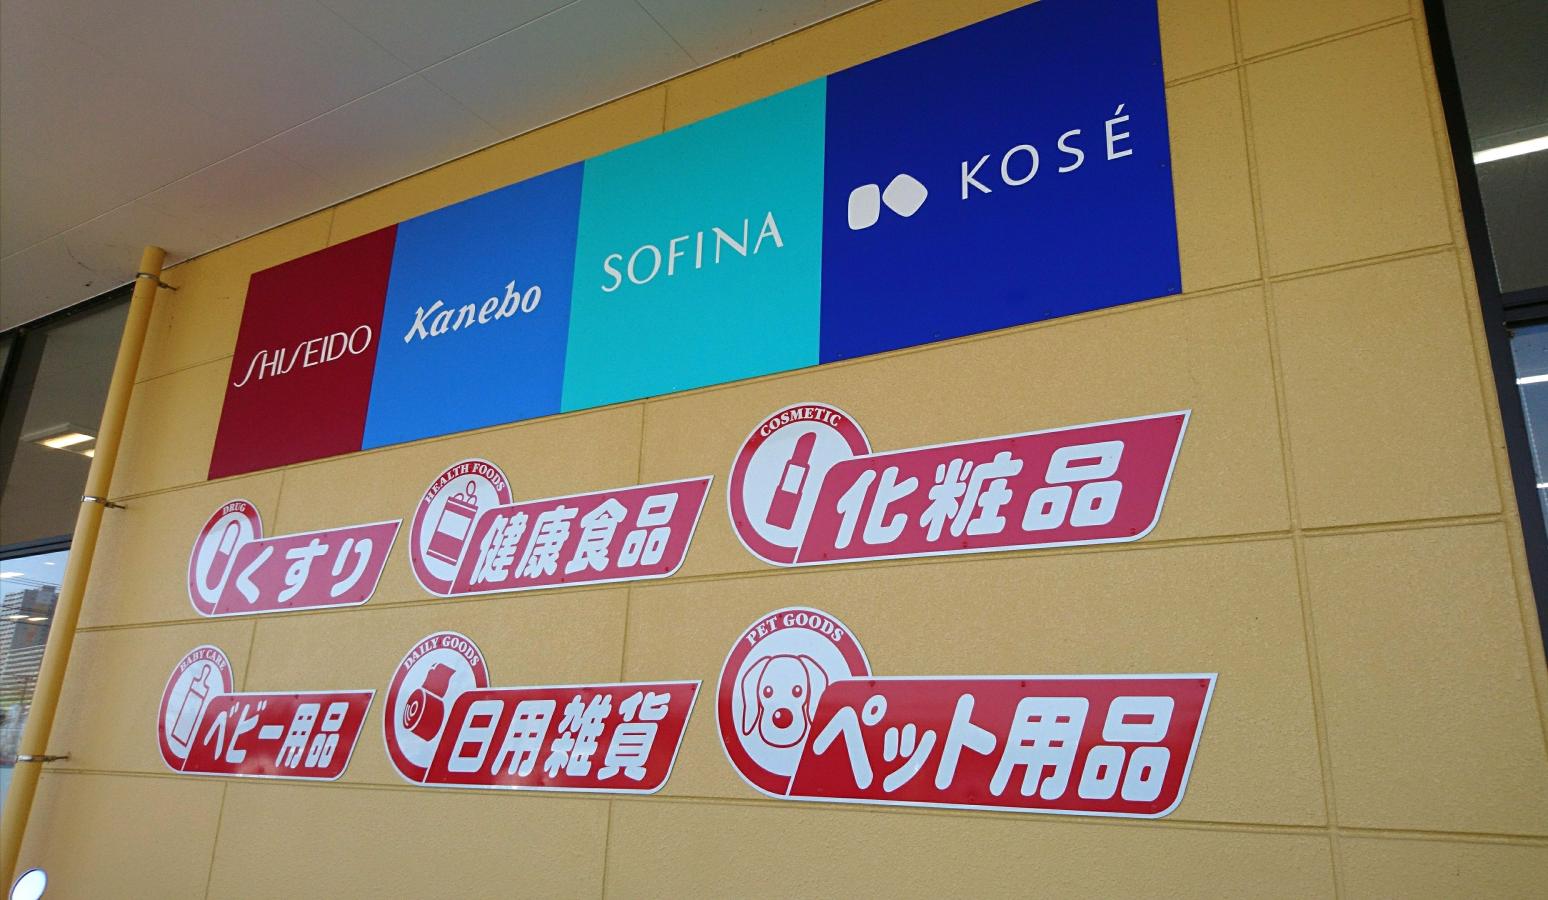 SHISEIDO
Kanebo
SOFINA
KOSÉ
DRUG
くすり
HEALTH FOODS
健康食品
COSMETIC
化粧品
BABY CARE
ベビー用品
DAILY GOODS
日用雑貨
PET GOODS
ペット用品